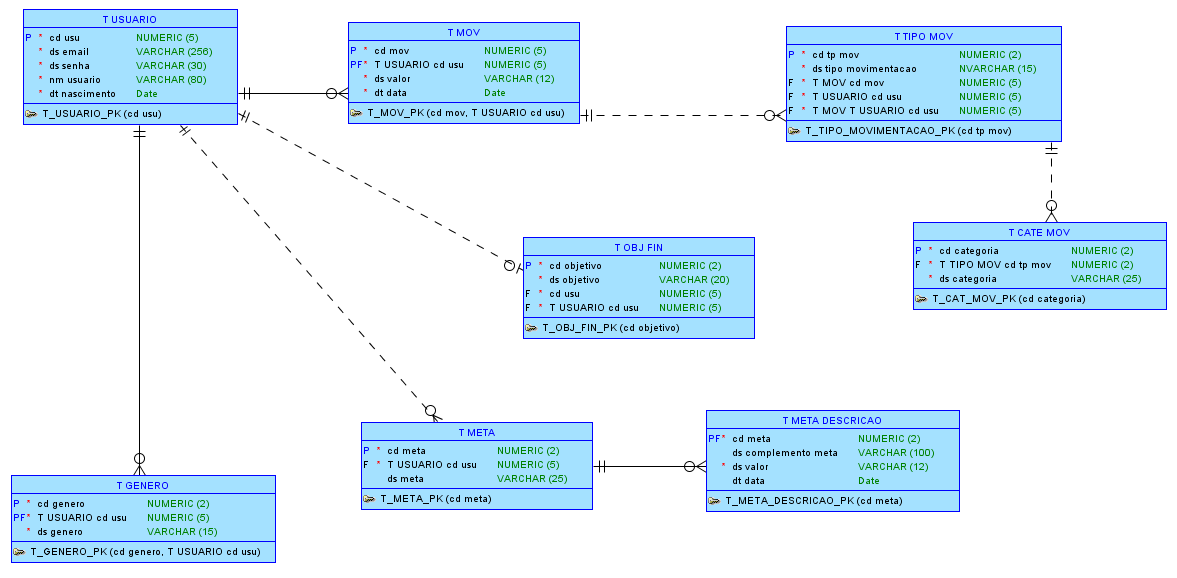 T USUARIO
P * cd usu NUMERIC (5)
* ds email VARCHAR (256)
* ds senha VARCHAR (30)
* nm usuario VARCHAR (80)
* dt nascimento Date
T_USUARIO_PK (cd usu)
T MOV
P * cd mov NUMERIC (5)
PF* T USUARIO cd usu NUMERIC (5)
* ds valor VARCHAR (12)
* dt data Date
T_MOV_PK (cd mov, T USUARIO cd usu)
T TIPO MOV
P * cd tp mov NUMERIC (2)
* ds tipo movimentacao NVARCHAR (15)
F * T MOV cd mov NUMERIC (5)
F * T USUARIO cd usu NUMERIC (5)
F * T MOV T USUARIO cd usu NUMERIC (5)
T_TIPO_MOVIMENTACAO_PK (cd tp mov)
T CATE MOV
P * cd categoria NUMERIC (2)
F * T TIPO MOV cd tp mov NUMERIC (2)
* ds categoria VARCHAR (25)
T_CAT_MOV_PK (cd categoria)
T OBJ FIN
P * cd objetivo NUMERIC (2)
* ds objetivo VARCHAR (20)
F * cd usu NUMERIC (5)
F * T USUARIO cd usu NUMERIC (5)
T_OBJ_FIN_PK (cd objetivo)
T META
P * cd meta NUMERIC (2)
F * T USUARIO cd usu NUMERIC (5)
ds meta VARCHAR (25)
T_META_PK (cd meta)
T META DESCRICAO
PF* cd meta NUMERIC (2)
ds complemento meta VARCHAR (100)
* ds valor VARCHAR (12)
dt data Date
T_META_DESCRICAO_PK (cd meta)
T GENERO
P * cd genero NUMERIC (2)
PF* T USUARIO cd usu NUMERIC (5)
* ds genero VARCHAR (15)
T_GENERO_PK (cd genero, T USUARIO cd usu)